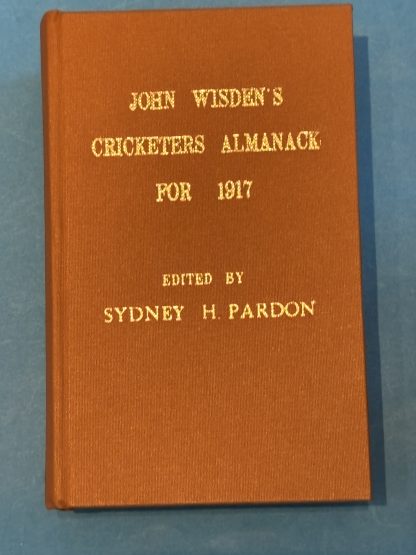 JOHN WISDEN'S
CRICKETERS ALMANACK
FOR 1917
EDITED BY
SYDNEY H. PARDON